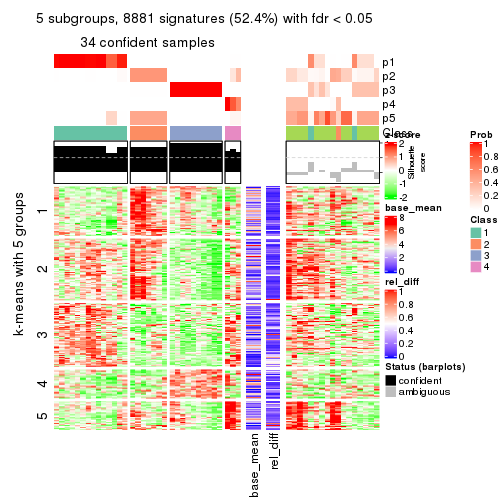 5 subgroups, 8881 signatures (52.4%) with fdr < 0.05
34 confident samples
p1
p2
p3
p4
p5
Class
z-score
2
1
0
-1
-2
Silhouette
score
base_mean
8
6
4
2
0
rel_diff
1
0.8
0.6
0.4
0.2
0
Status (barplots)
confident
ambiguous
Prob
1
0.8
0.6
0.4
0.2
0
Class
1
2
3
4
k-means with 5 groups
1
2
3
4
5
base_mean
rel_diff